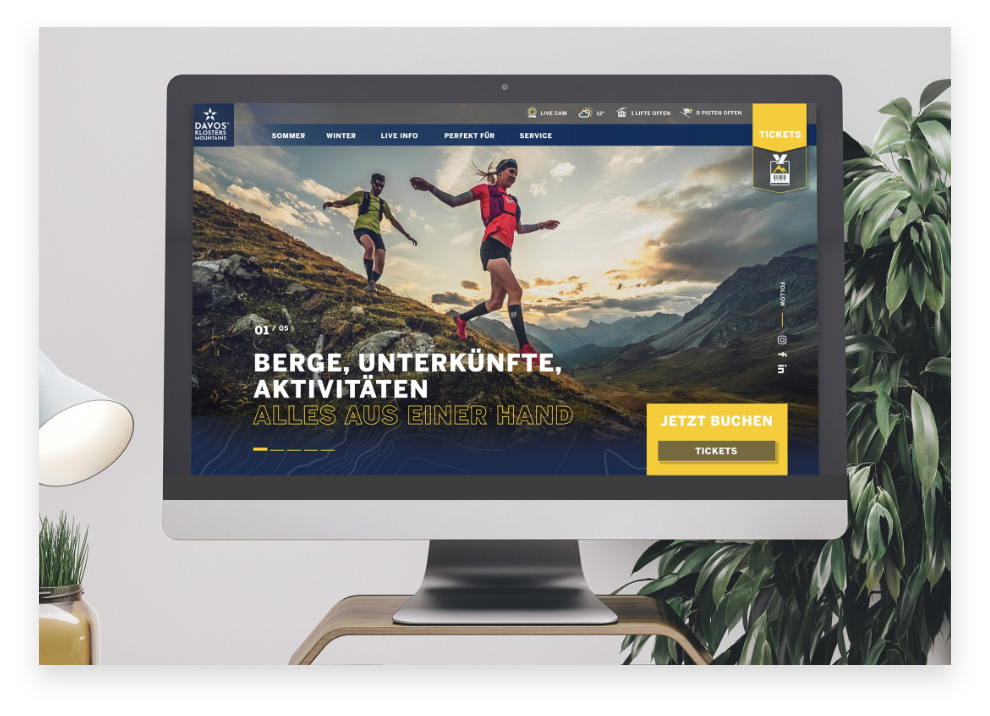 DAVOS
KLOSTERS
MOUNTAINS
LIVE CAM
12°
1 LIFTE OFFEN
0 PISTEN OFFEN
SOMMER
WINTER
LIVE INFO
PERFEKT FÜR
SERVICE
TICKETS
FOLLOW
01 / 05
BERGE, UNTERKÜNFTE,
AKTIVITÄTEN
ALLES AUS EINER HAND
JETZT BUCHEN
TICKETS